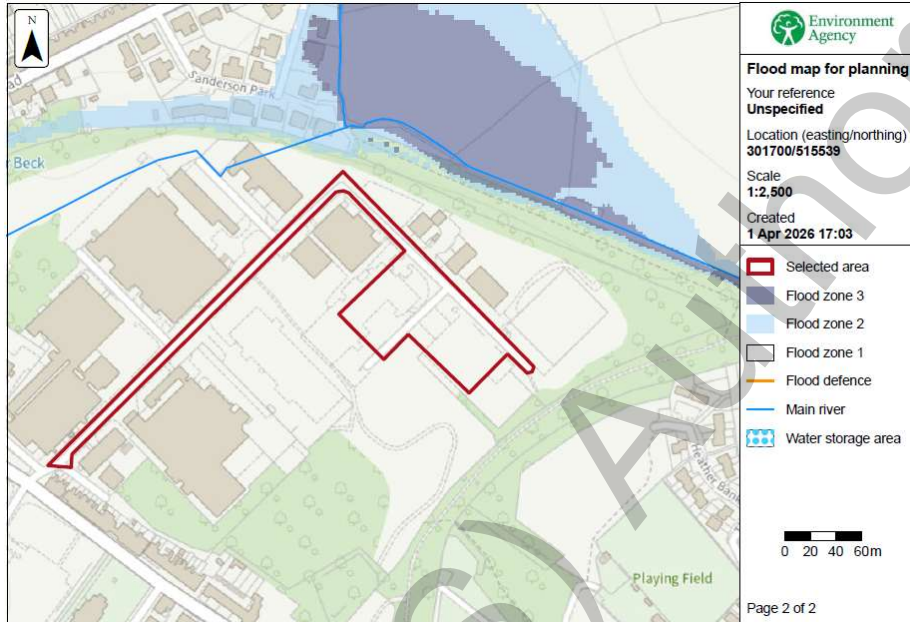 N
Sanderson Park
Beck
Heather Bank
Playing Field
Environment
Agency
Flood map for planning
Your reference
Unspecified
Location (easting/northing)
301700/515539
Scale
1:2,500
Created
1 Apr 2026 17:03
Selected area
Flood zone 3
Flood zone 2
Flood zone 1
Flood defence
Main river
Water storage area
0 20 40 60m
Page 2 of 2